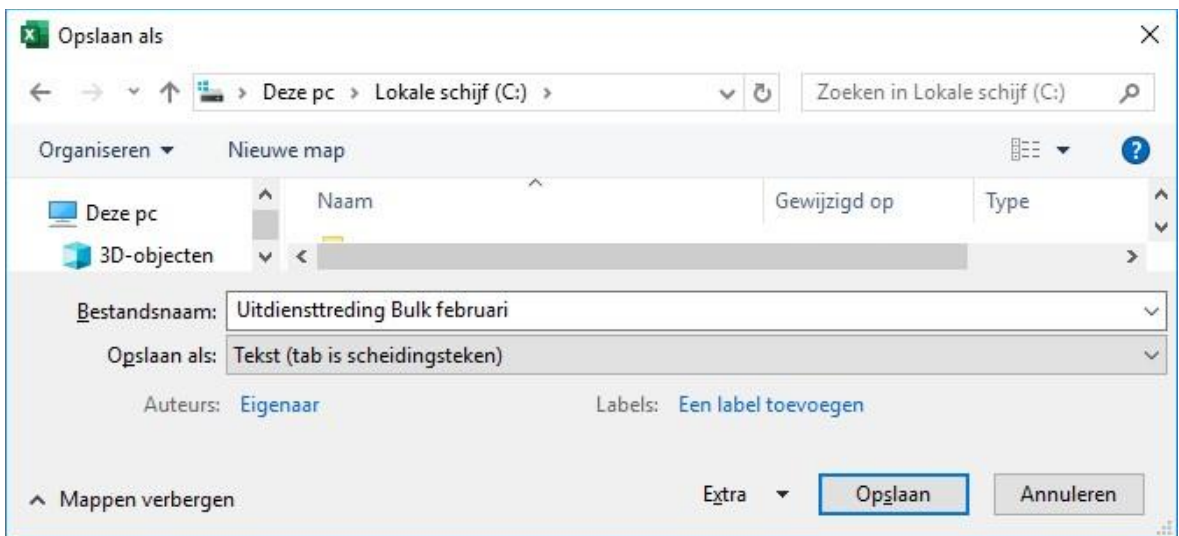 Opslaan als
Deze pc > Lokale schijf (C:) > Zoeken in Lokale schijf (C:)
Organiseren Nieuwe map ?
Deze pc Naam Gewijzigd op Type
3D-objecten
Bestandsnaam: Uitdiensttreding Bulk februari
Opslaan als: Tekst (tab is scheidingsteken)
Auteurs: Eigenaar Labels: Een label toevoegen
Mappen verbergen Extra Opslaan Annuleren